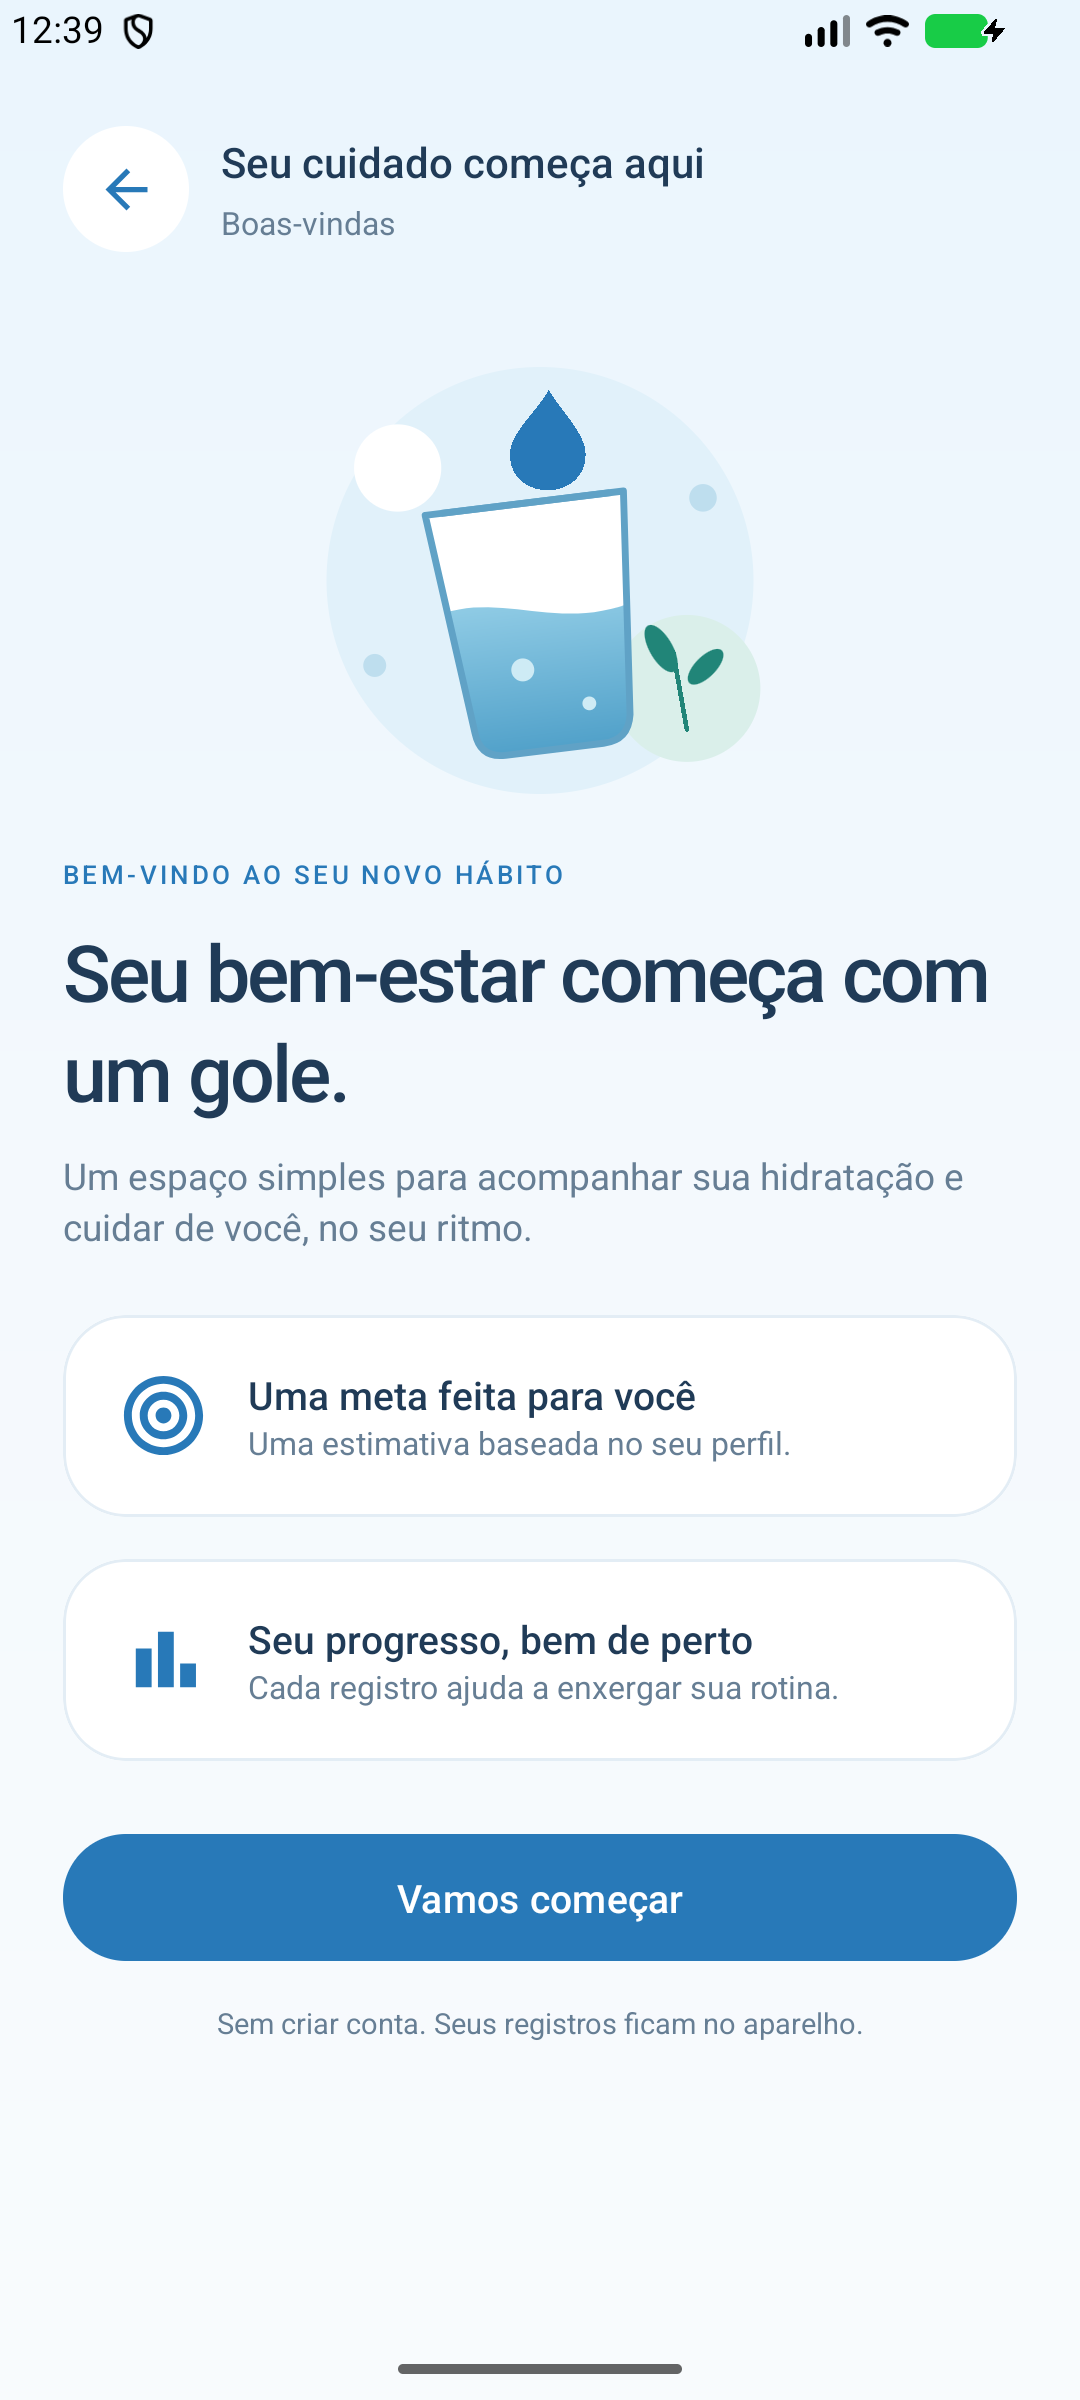 12:39
Seu cuidado começa aqui
Boas-vindas
BEM-VINDO AO SEU NOVO HÁBITO
Seu bem-estar começa com
um gole.
Um espaço simples para acompanhar sua hidratação e
cuidar de você, no seu ritmo.
Uma meta feita para você
Uma estimativa baseada no seu perfil.
Seu progresso, bem de perto
Cada registro ajuda a enxergar sua rotina.
Vamos começar
Sem criar conta. Seus registros ficam no aparelho.